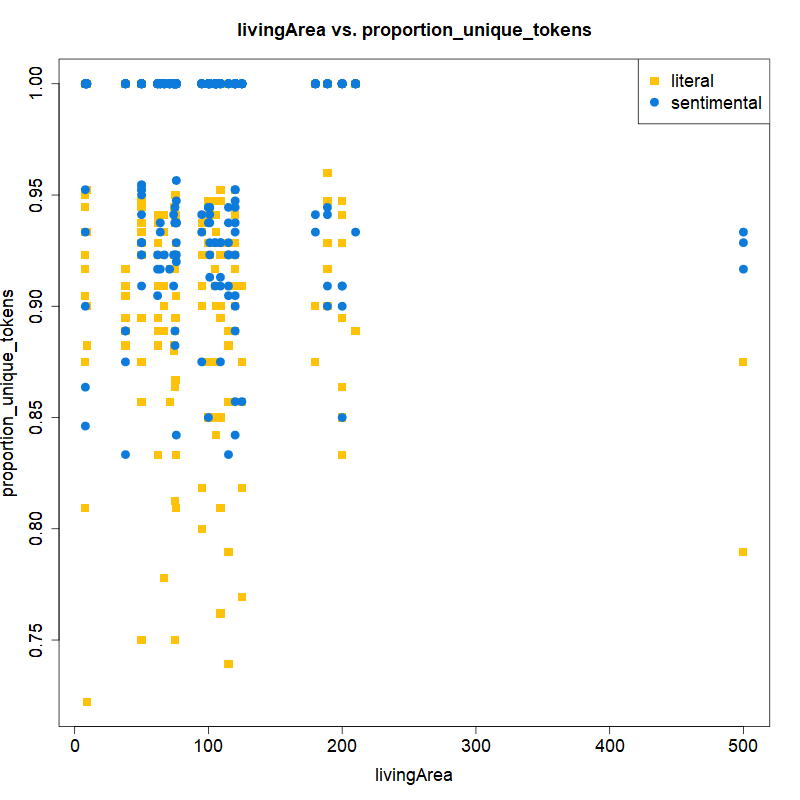 livingArea vs. proportion_unique_tokens
literal
sentimental
proportion_unique_tokens
1.00
0.95
0.90
0.85
0.80
0.75
0 100 200 300 400 500
livingArea